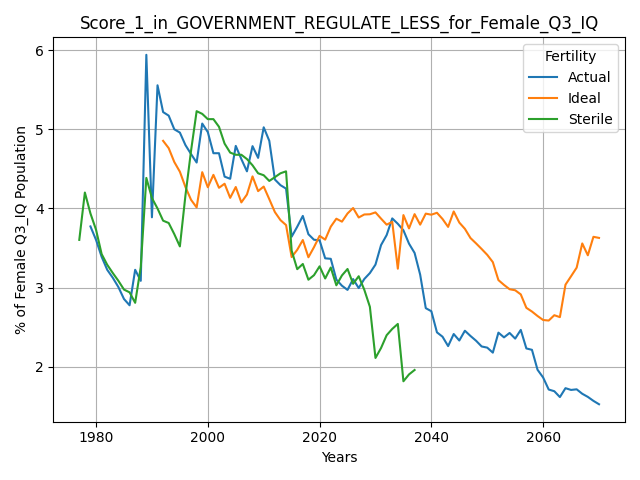 Score_1_in_GOVERNMENT_REGULATE_LESS_for_Female_Q3_IQ
% of Female Q3_IQ Population
6
5
4
3
2
Fertility
Actual
Ideal
Sterile
1980
2000
2020
2040
2060
Years